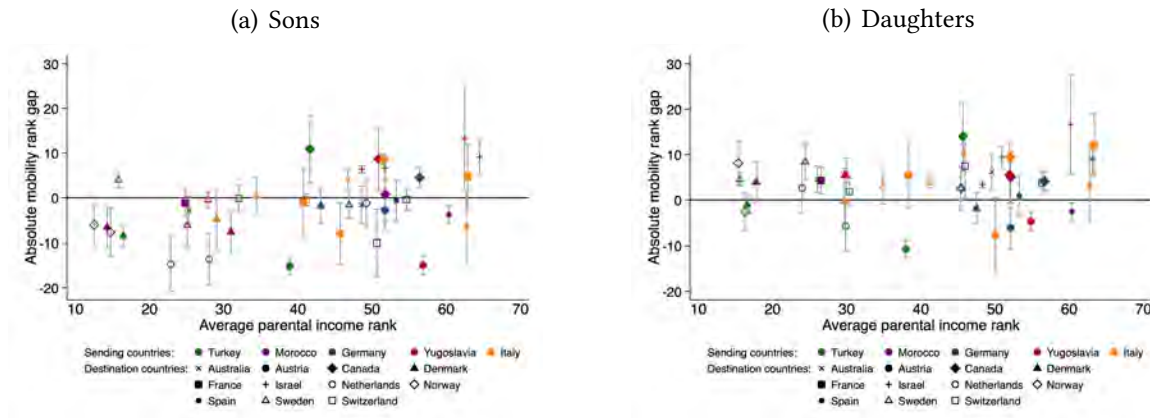 (a) Sons
(b) Daughters
Absolute mobility rank gap
30
20
10
0
-10
-20
10
20
30
40
50
60
70
Average parental income rank
Sending countries: Turkey Morocco Germany Yugoslavia Italy
Destination countries: Australia Austria Canada Denmark
France Israel Netherlands Norway
Spain Sweden Switzerland
Absolute mobility rank gap
30
20
10
0
-10
-20
10
20
30
40
50
60
70
Average parental income rank
Sending countries: Turkey Morocco Germany Yugoslavia Italy
Destination countries: Australia Austria Canada Denmark
France Israel Netherlands Norway
Spain Sweden Switzerland